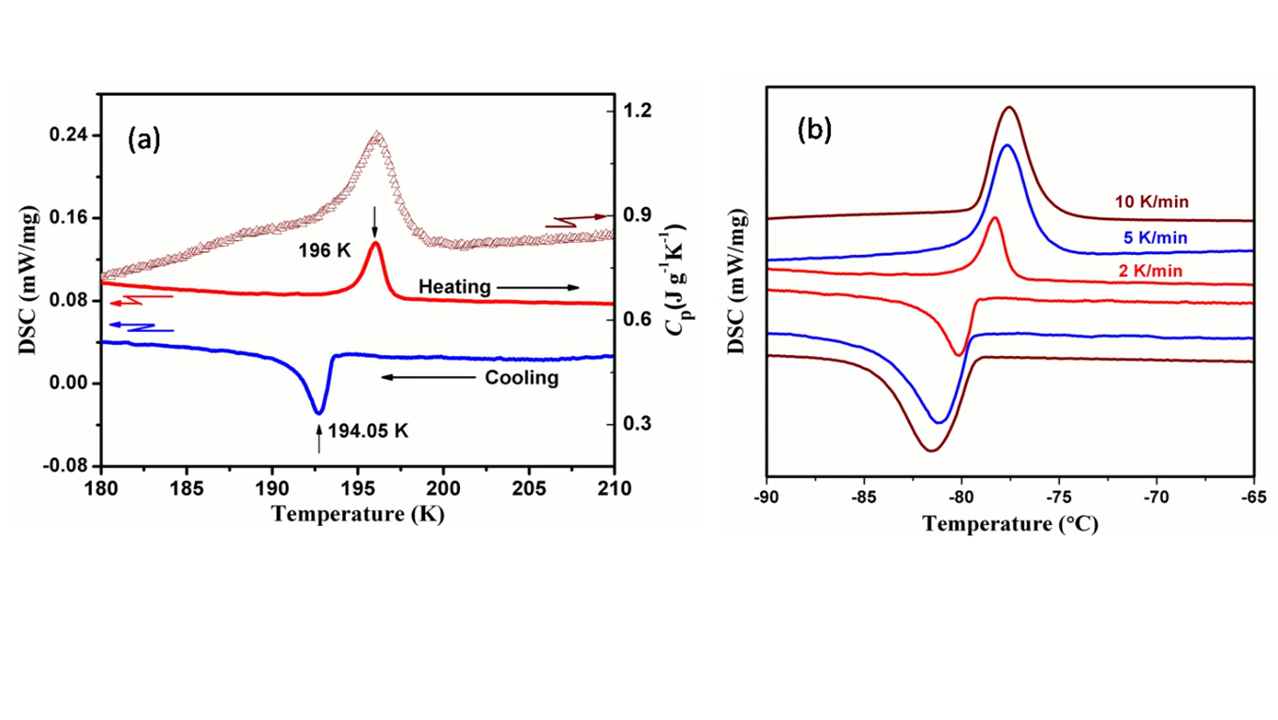 (a)
0.24
0.16
0.08
0.00
-0.08
DSC (mW/mg)
1.2
0.9
0.6
0.3
Cp(J g-1K-1)
196 K
Heating
Cooling
194.05 K
180 185 190 195 200 205 210
Temperature (K)
(b)
DSC (mW/mg)
10 K/min
5 K/min
2 K/min
-90 -85 -80 -75 -70 -65
Temperature (°C)